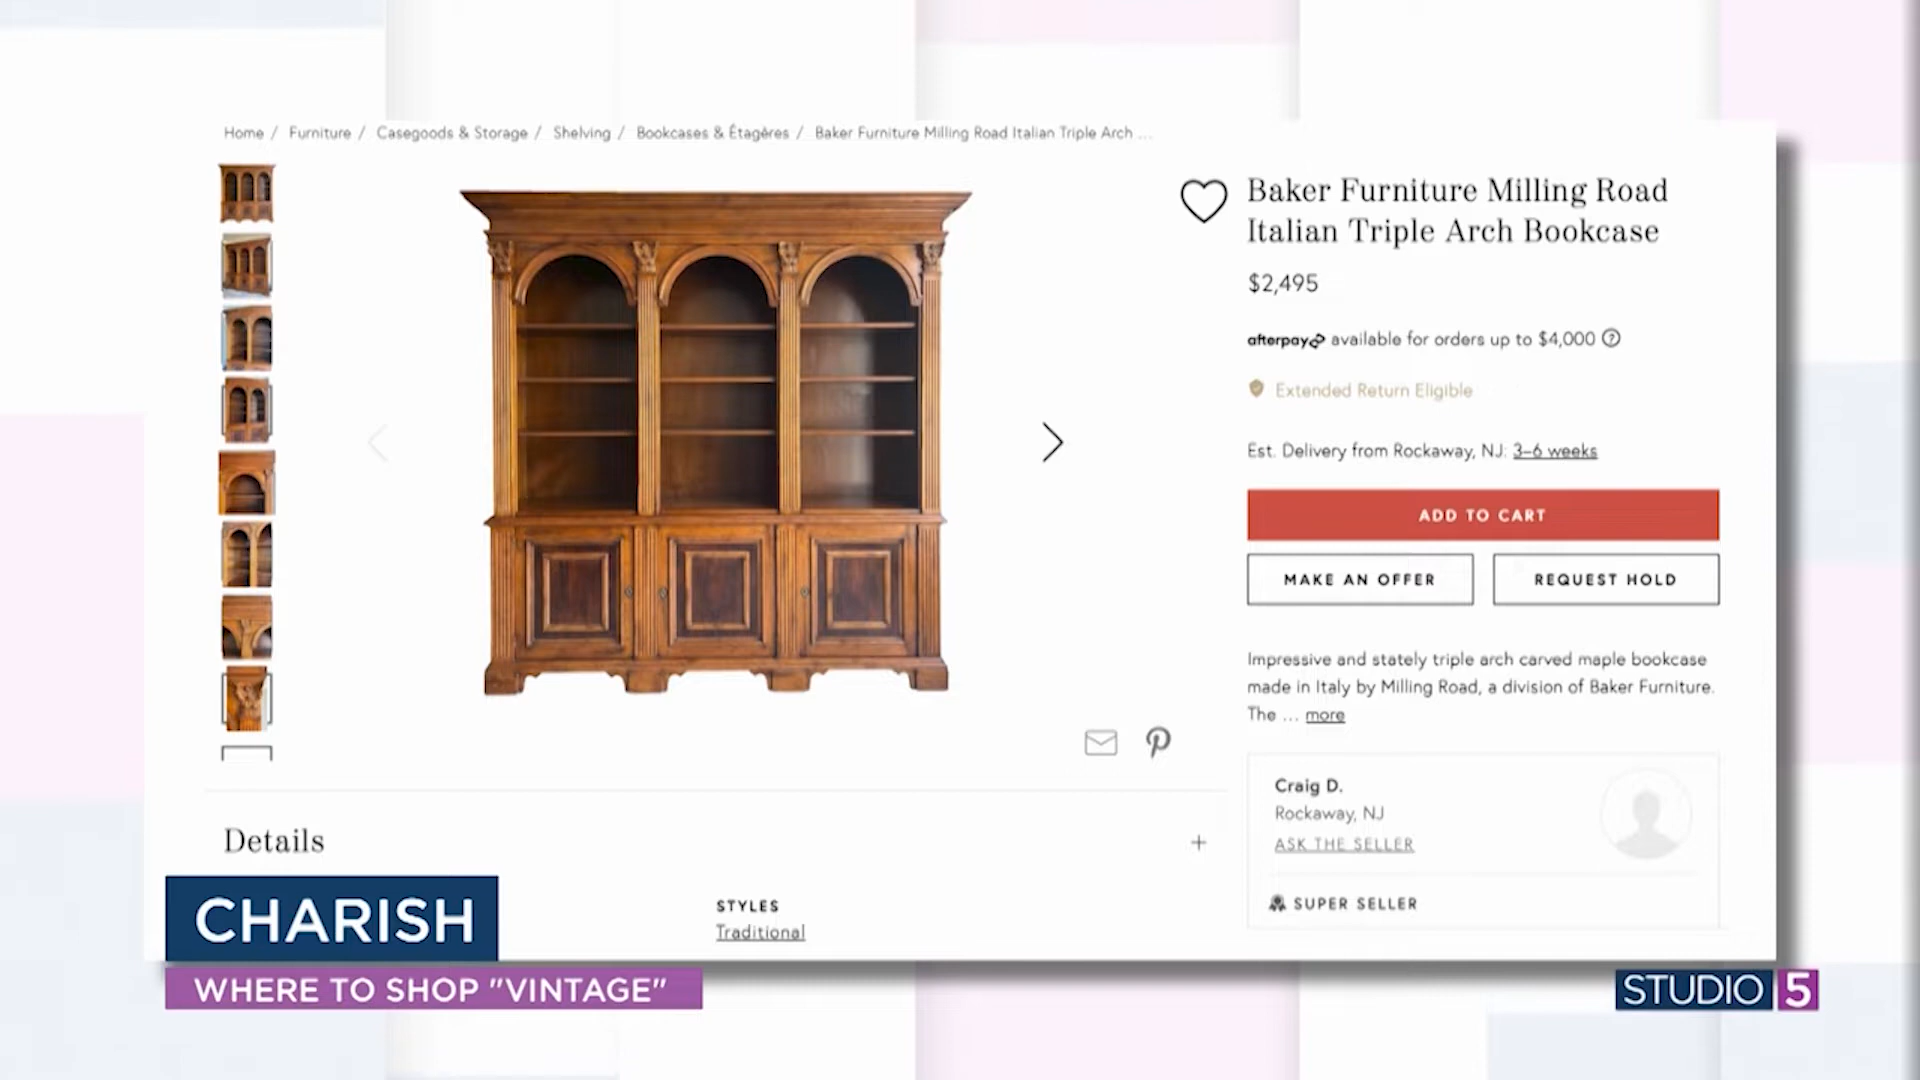 Home / Furniture / Casegoods & Storage / Shelving / Bookcases & Étagères / Baker Furniture Milling Road Italian Triple Arch ...
Baker Furniture Milling Road
Italian Triple Arch Bookcase
$2,495
afterpay available for orders up to $4,000 ?
Extended Return Eligible
Est. Delivery from Rockaway, NJ: 3–6 weeks
ADD TO CART
MAKE AN OFFER
REQUEST HOLD
Impressive and stately triple arch carved maple bookcase
made in Italy by Milling Road, a division of Baker Furniture.
The ... more
Craig D.
Rockaway, NJ
ASK THE SELLER
SUPER SELLER
Details
+
STYLES
Traditional
CHARISH
WHERE TO SHOP "VINTAGE"
STUDIO 5